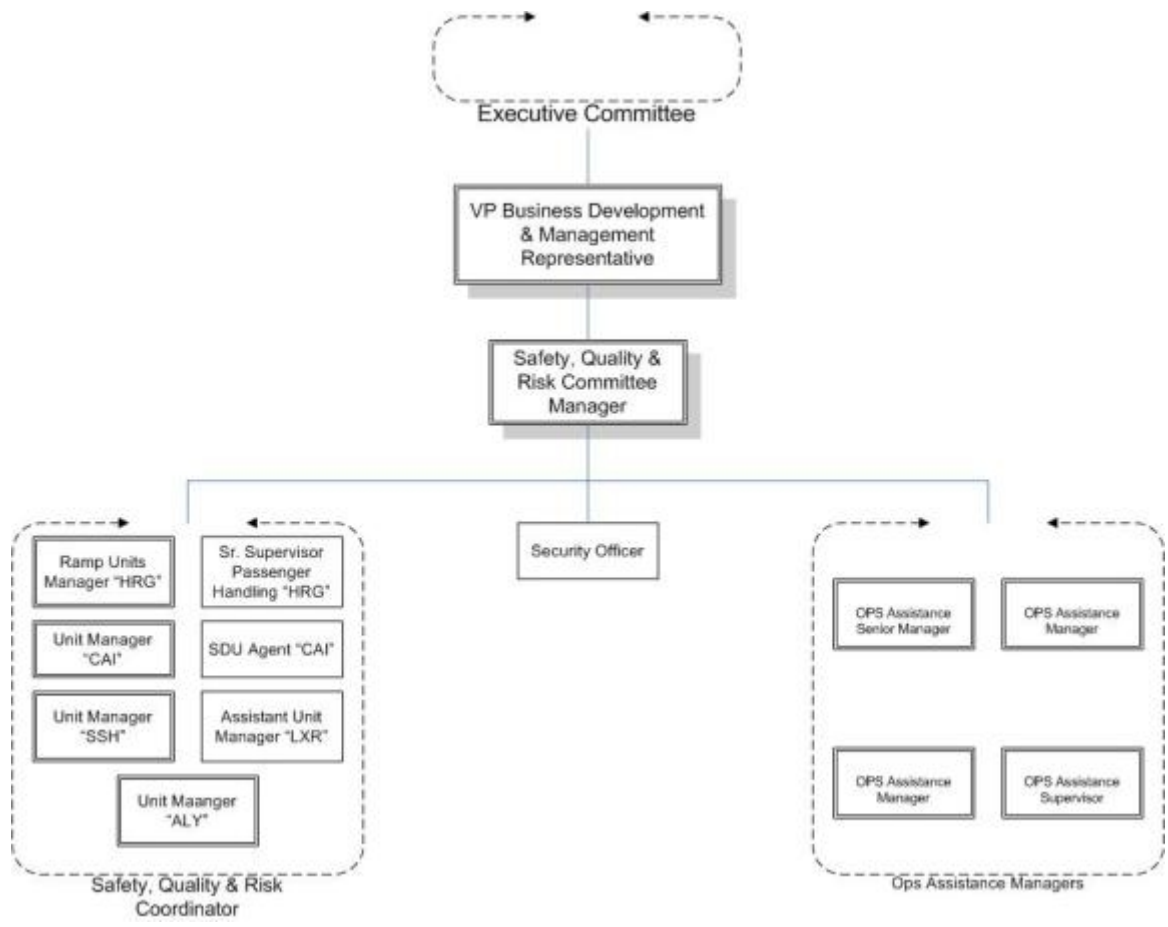 Executive Committee
VP Business Development
& Management
Representative
Safety, Quality &
Risk Committee
Manager
Ramp Units
Manager “HRG”
Sr. Supervisor
Passenger
Handling “HRG”
Unit Manager
“CAI”
SDU Agent “CAI”
Unit Manager
“SSH”
Assistant Unit
Manager “LXR”
Unit Maanger
“ALY”
Safety, Quality & Risk
Coordinator
Security Officer
OPS Assistance
Senior Manager
OPS Assistance
Manager
OPS Assistance
Manager
OPS Assistance
Supervisor
Ops Assistance Managers